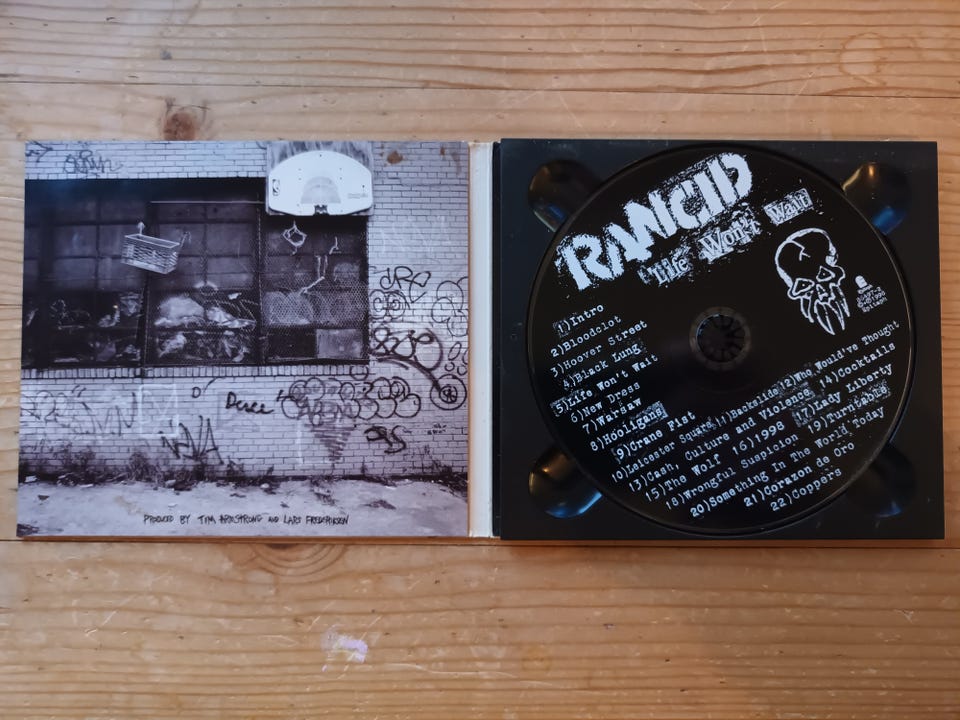 Peace
PRODUCED BY TIM ARMSTRONG AND LARS FREDERIKSEN
RANCID
life Won't Wait
1)Intro
2)Bloodclot
3)Hoover Street
4)Black Lung
5)Life Won't Wait
6)New Dress
7)Warsaw
8)Hooligans
9)Crane Fist
10)Leicester Square 11)Backslide 12)Who Would've Thought
13)Cash, Culture and Violence 14)Cocktails
15)The Wolf 16)1998 17)Lady Liberty
18)Wrongful Suspicion 19)Turntable
20)Something In The World Today
21)Corazon de Oro
22)Coppers
Epitaph